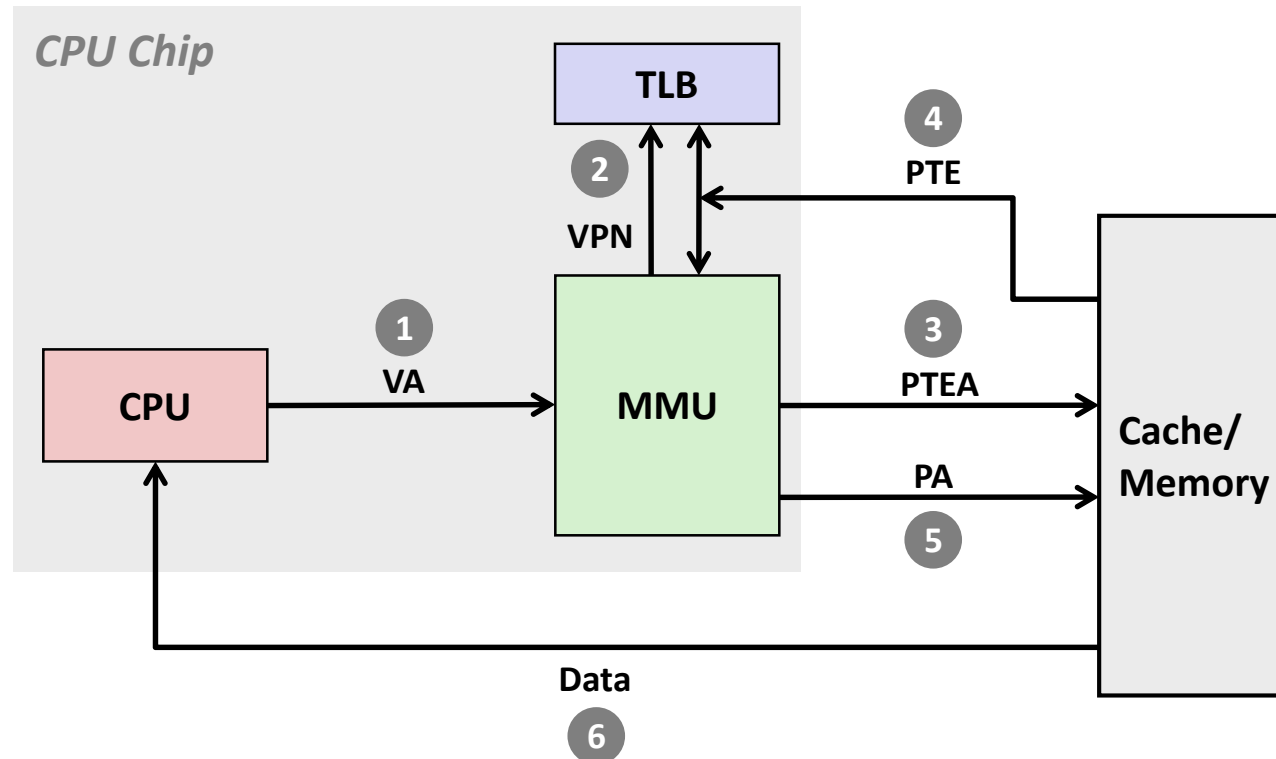 CPU Chip
TLB
4
2
PTE
VPN
1
3
VA
PTEA
CPU
MMU
Cache/
Memory
PA
5
Data
6